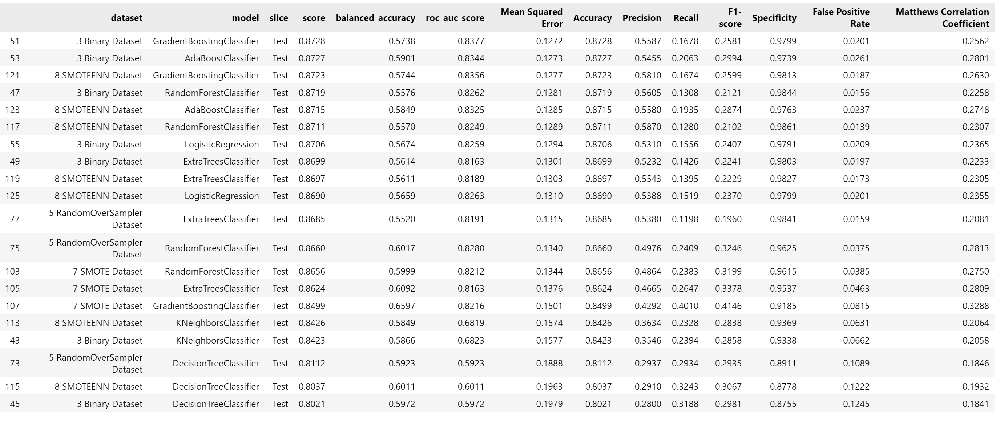 dataset model slice score balanced_accuracy roc_auc_score Mean Squared Error Accuracy Precision Recall F1-score Specificity False Positive Rate Matthews Correlation Coefficient
51 3 Binary Dataset GradientBoostingClassifier Test 0.8728 0.5738 0.8377 0.1272 0.8728 0.5587 0.1678 0.2581 0.9799 0.0201 0.2562
53 3 Binary Dataset AdaBoostClassifier Test 0.8727 0.5901 0.8344 0.1273 0.8727 0.5455 0.2063 0.2994 0.9739 0.0261 0.2801
121 8 SMOTEENN Dataset GradientBoostingClassifier Test 0.8723 0.5744 0.8356 0.1277 0.8723 0.5810 0.1674 0.2599 0.9813 0.0187 0.2630
47 3 Binary Dataset RandomForestClassifier Test 0.8719 0.5576 0.8262 0.1281 0.8719 0.5605 0.1308 0.2121 0.9844 0.0156 0.2258
123 8 SMOTEENN Dataset AdaBoostClassifier Test 0.8715 0.5849 0.8325 0.1285 0.8715 0.5580 0.1935 0.2874 0.9763 0.0237 0.2748
117 8 SMOTEENN Dataset RandomForestClassifier Test 0.8711 0.5570 0.8249 0.1289 0.8711 0.5870 0.1280 0.2102 0.9861 0.0139 0.2307
55 3 Binary Dataset LogisticRegression Test 0.8706 0.5674 0.8259 0.1294 0.8706 0.5310 0.1556 0.2407 0.9791 0.0209 0.2365
49 3 Binary Dataset ExtraTreesClassifier Test 0.8699 0.5614 0.8163 0.1301 0.8699 0.5232 0.1426 0.2241 0.9803 0.0197 0.2233
119 8 SMOTEENN Dataset ExtraTreesClassifier Test 0.8697 0.5611 0.8189 0.1303 0.8697 0.5543 0.1395 0.2229 0.9827 0.0173 0.2305
125 8 SMOTEENN Dataset LogisticRegression Test 0.8690 0.5659 0.8263 0.1310 0.8690 0.5388 0.1519 0.2370 0.9799 0.0201 0.2355
77 5 RandomOverSampler Dataset ExtraTreesClassifier Test 0.8685 0.5520 0.8191 0.1315 0.8685 0.5380 0.1198 0.1960 0.9841 0.0159 0.2081
75 5 RandomOverSampler Dataset RandomForestClassifier Test 0.8660 0.6017 0.8280 0.1340 0.8660 0.4976 0.2409 0.3246 0.9625 0.0375 0.2813
103 7 SMOTE Dataset RandomForestClassifier Test 0.8656 0.5999 0.8212 0.1344 0.8656 0.4864 0.2383 0.3199 0.9615 0.0385 0.2750
105 7 SMOTE Dataset ExtraTreesClassifier Test 0.8624 0.6092 0.8163 0.1376 0.8624 0.4665 0.2647 0.3378 0.9537 0.0463 0.2809
107 7 SMOTE Dataset GradientBoostingClassifier Test 0.8499 0.6597 0.8216 0.1501 0.8499 0.4292 0.4010 0.4146 0.9185 0.0815 0.3288
113 8 SMOTEENN Dataset KNeighborsClassifier Test 0.8426 0.5849 0.6819 0.1574 0.8426 0.3634 0.2328 0.2838 0.9369 0.0631 0.2064
43 3 Binary Dataset KNeighborsClassifier Test 0.8423 0.5866 0.6823 0.1577 0.8423 0.3546 0.2394 0.2858 0.9338 0.0662 0.2058
73 5 RandomOverSampler Dataset DecisionTreeClassifier Test 0.8112 0.5923 0.5923 0.1888 0.8112 0.2937 0.2934 0.2935 0.8911 0.1089 0.1846
115 8 SMOTEENN Dataset DecisionTreeClassifier Test 0.8037 0.6011 0.6011 0.1963 0.8037 0.2910 0.3243 0.3067 0.8778 0.1222 0.1932
45 3 Binary Dataset DecisionTreeClassifier Test 0.8021 0.5972 0.5972 0.1979 0.8021 0.2800 0.3188 0.2981 0.8755 0.1245 0.1841